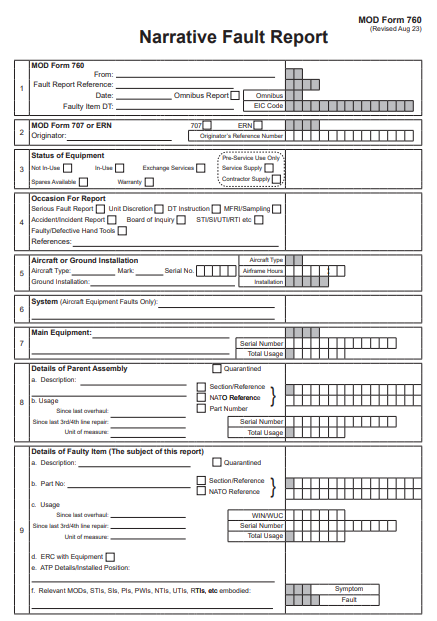 MOD Form 760
(Revised Aug 23)
Narrative Fault Report
1
MOD Form 760
From:
Fault Report Reference:
Date: Omnibus Report Omnibus
Faulty Item DT: EIC Code
2
MOD Form 707 or ERN 707 ERN
Originator: Originator's Reference Number
3
Status of Equipment Pre-Service Use Only
Not In-Use In-Use Exchange Services Service Supply
Spares Available Warranty Contractor Supply
4
Occasion For Report
Serious Fault Report Unit Discretion DT Instruction MFRI/Sampling
Accident/Incident Report Board of Inquiry STI/SI/UTI/RTI etc
Faulty/Defective Hand Tools
References:
5
Aircraft or Ground Installation Aircraft Type
Aircraft Type: Mark: Serial No. Airframe Hours
Ground Installation: Installation
6
System (Aircraft Equipment Faults Only):
7
Main Equipment:
Serial Number
Total Usage
8
Details of Parent Assembly Quarantined
a. Description: Section/Reference
b. Usage NATO Reference
Since last overhaul: Part Number
Since last 3rd/4th line repair: Serial Number
Unit of measure: Total Usage
9
Details of Faulty Item (The subject of this report)
a. Description: Quarantined
b. Part No: Section/Reference
NATO Reference
c. Usage
Since last overhaul: WIN/WUC
Since last 3rd/4th line repair: Serial Number
Unit of measure: Total Usage
d. ERC with Equipment
e. ATP Details/Installed Position:
f. Relevant MODs, STIs, SIs, PIs, PWIs, NTIs, UTIs, RTIs, etc embodied: Symptom
Fault